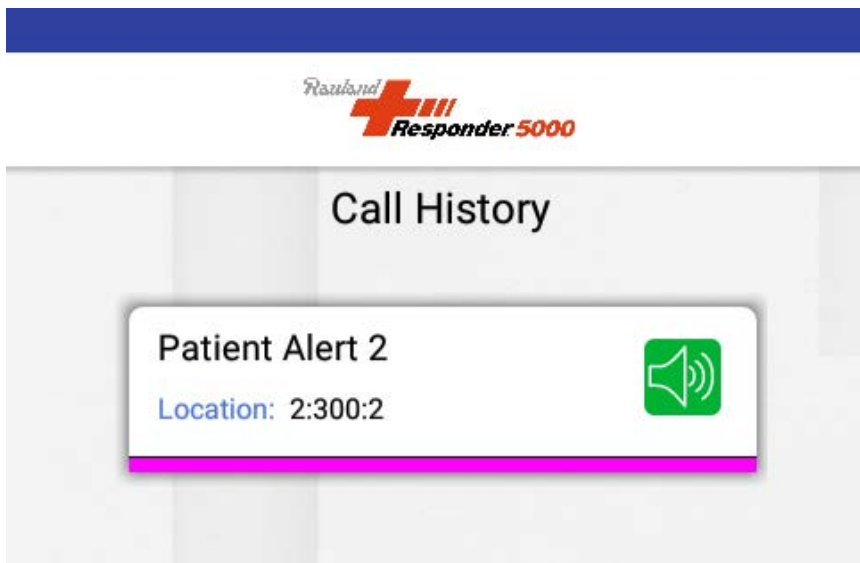 Rauland
Responder 5000
Call History
Patient Alert 2
Location: 2:300:2